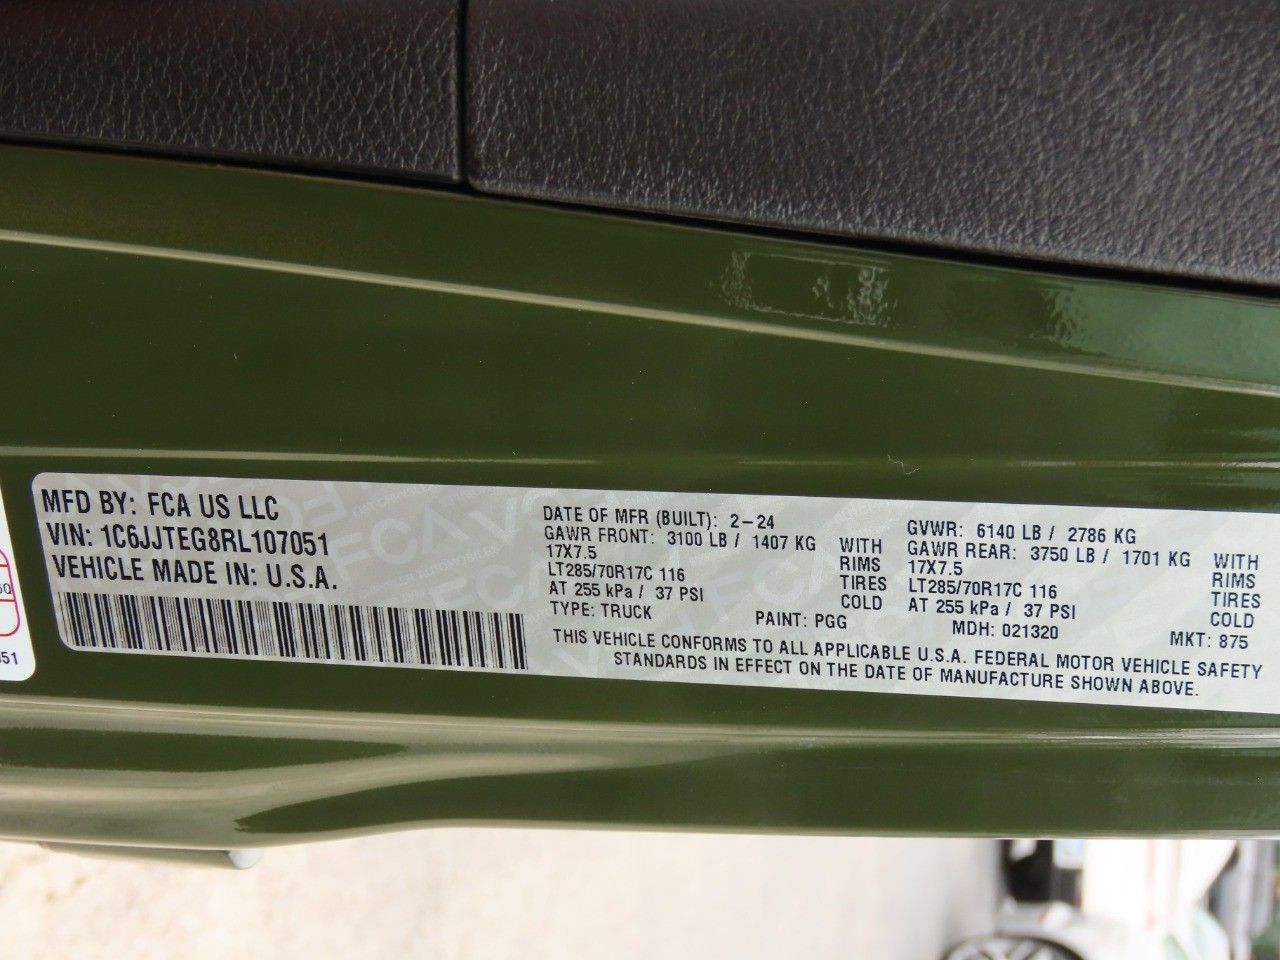 MFD BY: FCA US LLC
VIN: 1C6JJTEG8RL107051
VEHICLE MADE IN: U.S.A.
DATE OF MFR (BUILT): 2-24
GAWR FRONT: 3100 LB / 1407 KG WITH
17X7.5 RIMS
LT285/70R17C 116 TIRES
AT 255 kPa / 37 PSI COLD
TYPE: TRUCK PAINT: PGG
GVWR: 6140 LB / 2786 KG
GAWR REAR: 3750 LB / 1701 KG WITH
17X7.5 RIMS
LT285/70R17C 116 TIRES
AT 255 kPa / 37 PSI COLD
MDH: 021320 MKT: 875
THIS VEHICLE CONFORMS TO ALL APPLICABLE U.S.A. FEDERAL MOTOR VEHICLE SAFETY
STANDARDS IN EFFECT ON THE DATE OF MANUFACTURE SHOWN ABOVE.